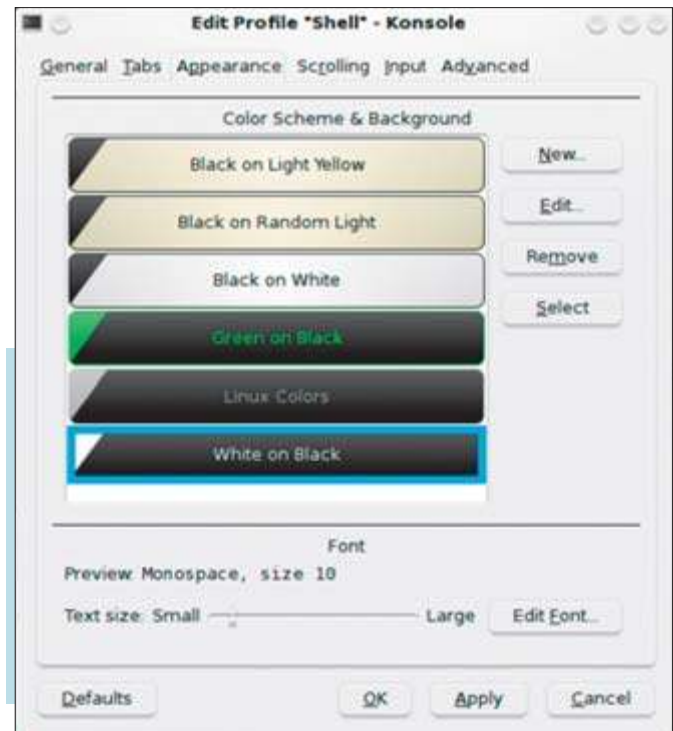 Edit Profile "Shell" - Konsole
General Tabs Appearance Scrolling Input Advanced
Color Scheme & Background
Black on Light Yellow
New...
Black on Random Light
Edit...
Black on White
Remove
Green on Black
Select
Linux Colors
White on Black
Font
Preview: Monospace, size 10
Text size: Small Large Edit Font...
Defaults OK Apply Cancel